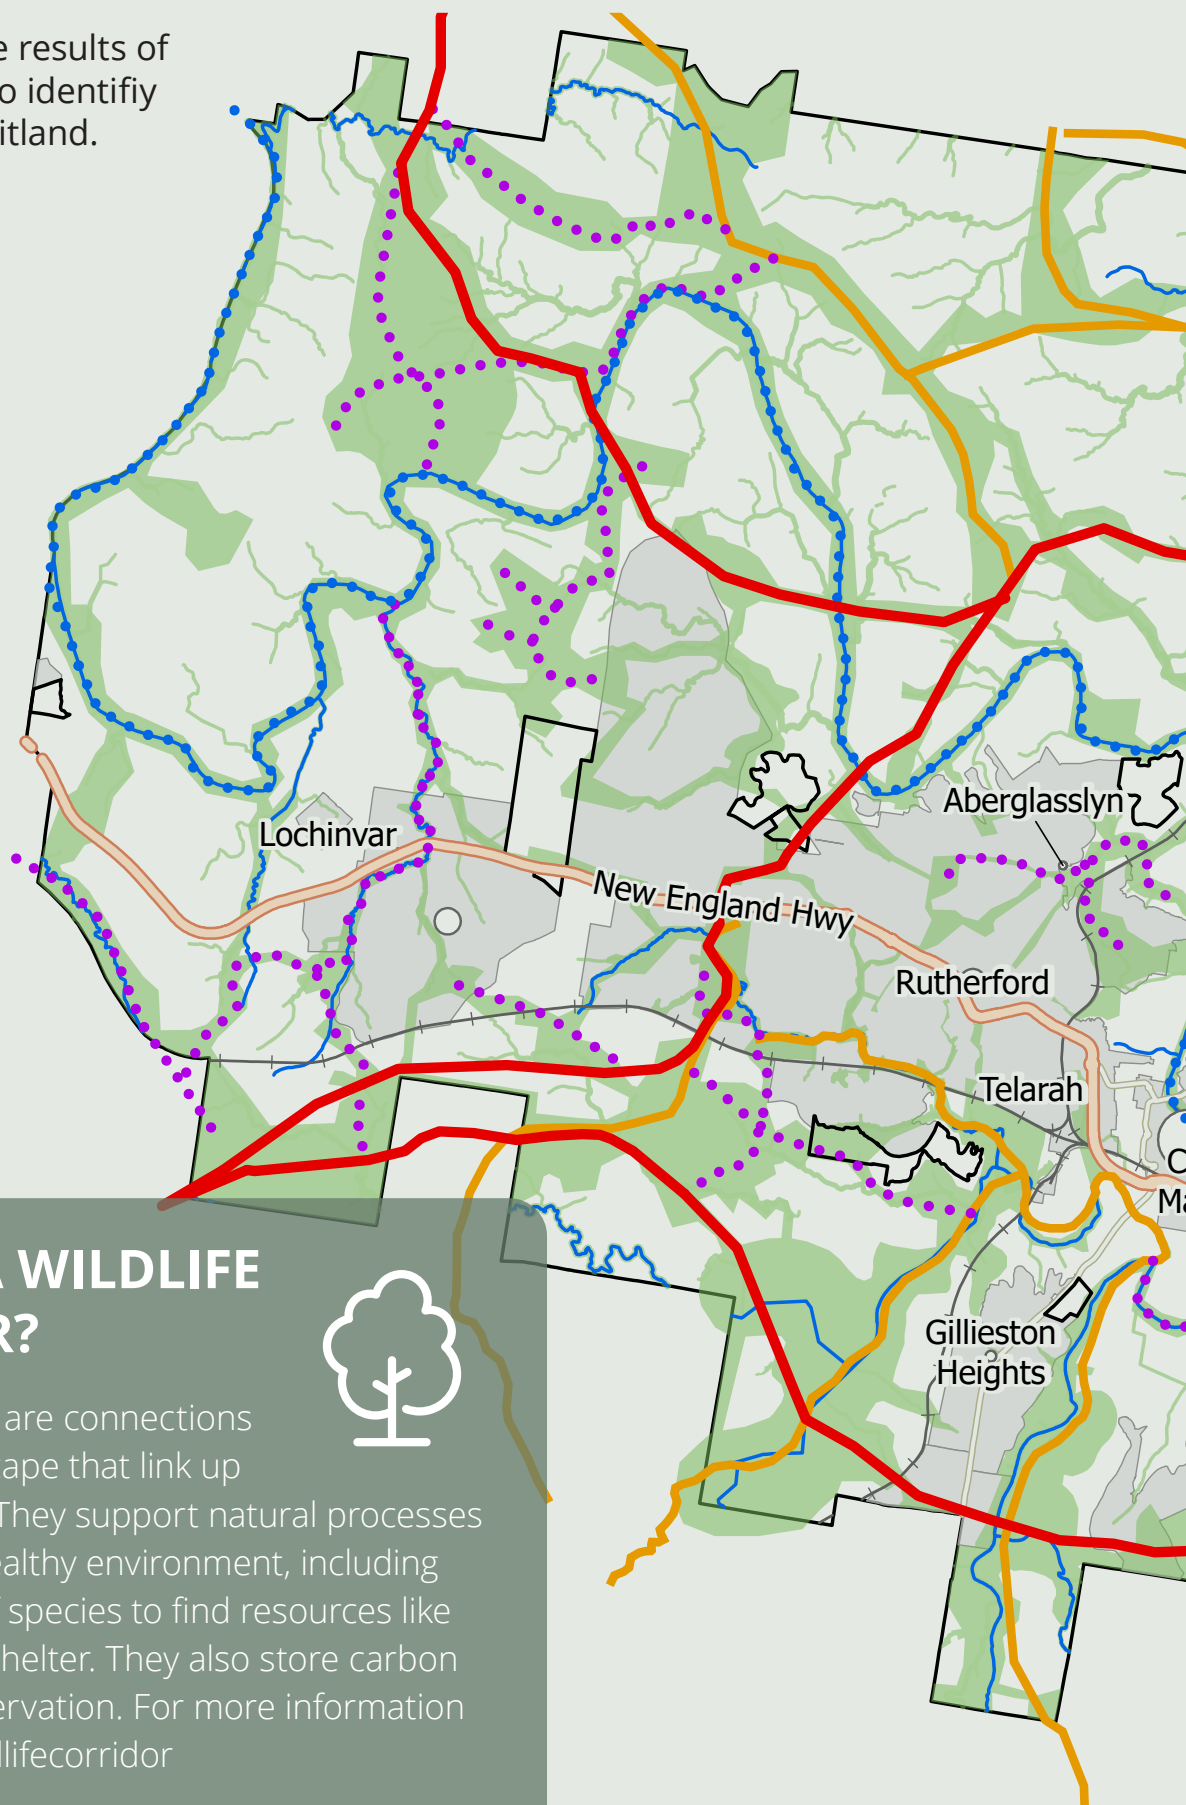 e results of
o identifiy
itland.
Aberglasslyn
Lochinvar
New England Hwy
Rutherford
Telarah
C
Ma
Gillieston
Heights
A WILDLIFE
R?
are connections
ape that link up
They support natural processes
ealthy environment, including
f species to find resources like
helter. They also store carbon
ervation. For more information
llifecorridor